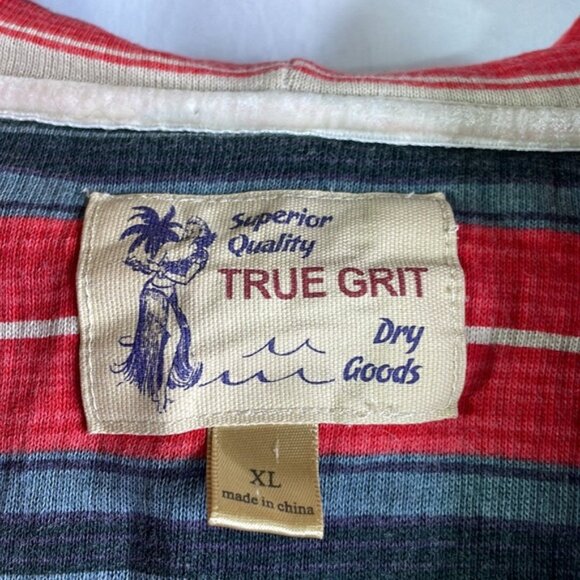 Superior
Quality
TRUE GRIT
Dry
Goods
XL
made in china